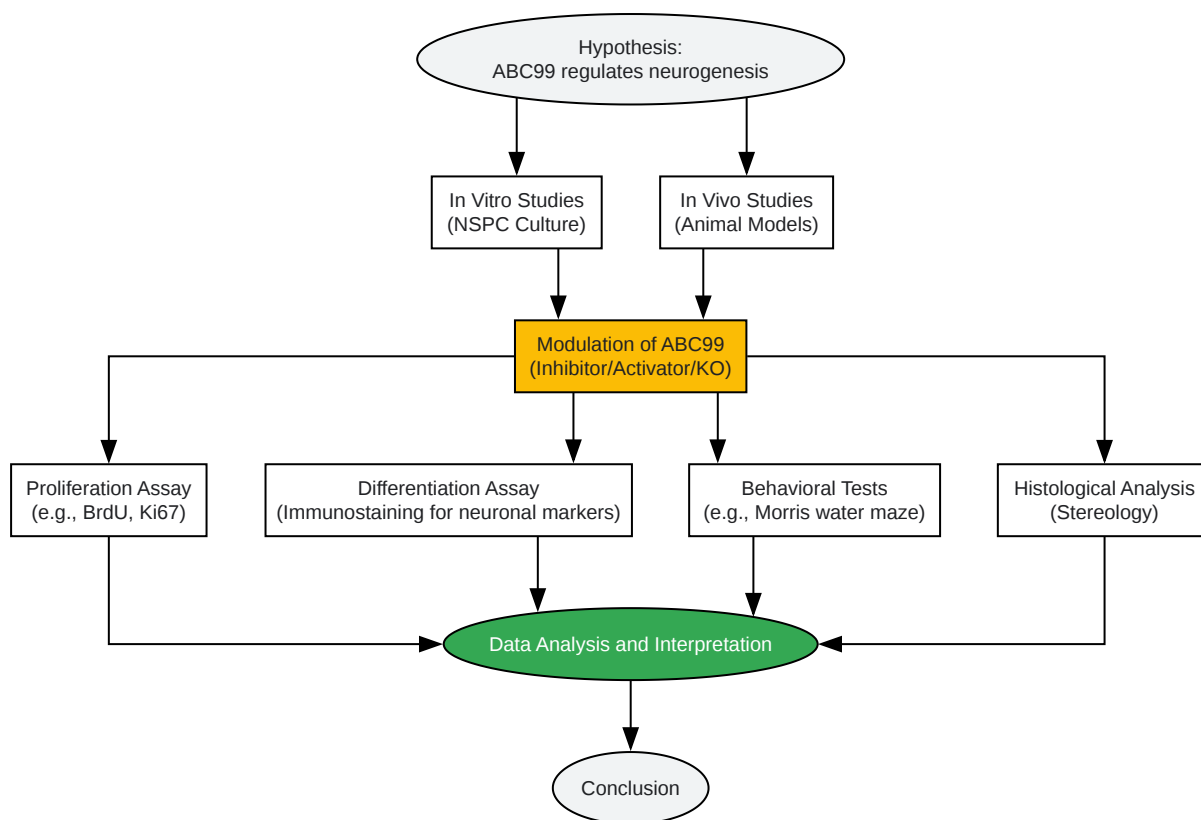 Hypothesis:
ABC99 regulates neurogenesis
In Vitro Studies
(NSPC Culture)
In Vivo Studies
(Animal Models)
Modulation of ABC99
(Inhibitor/Activator/KO)
Proliferation Assay
(e.g., BrdU, Ki67)
Differentiation Assay
(Immunostaining for neuronal markers)
Behavioral Tests
(e.g., Morris water maze)
Histological Analysis
(Stereology)
Data Analysis and Interpretation
Conclusion